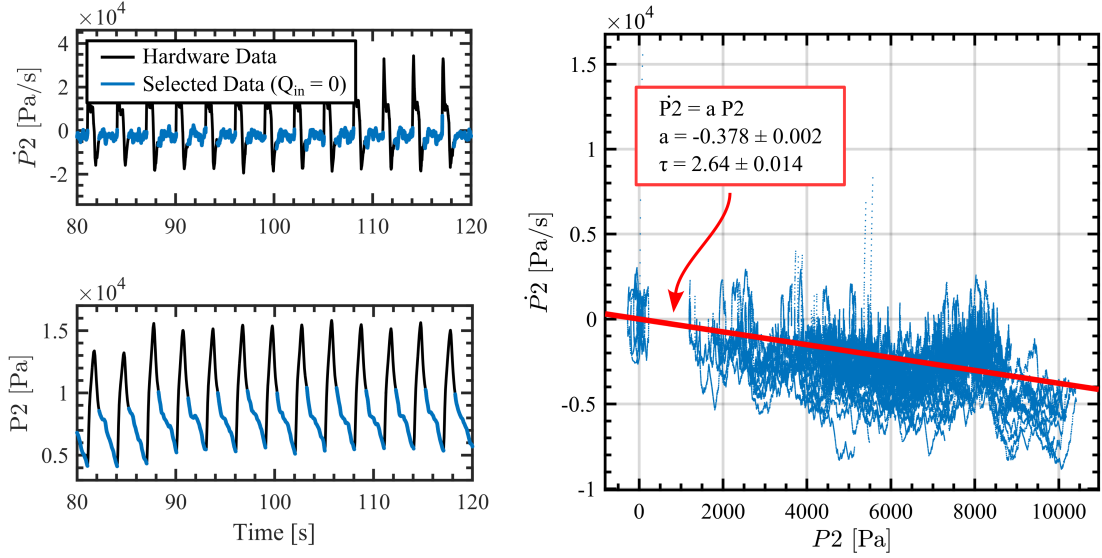 ×10⁴
Ṗ2 [Pa/s]
4
2
0
-2
Hardware Data
Selected Data (Q_in = 0)
80 90 100 110 120
×10⁴
P2 [Pa]
1.5
1.0
0.5
80 90 100 110 120
Time [s]
×10⁴
Ṗ2 [Pa/s]
1.5
1
0.5
0
-0.5
-1
Ṗ2 = a P2
a = -0.378 ± 0.002
τ = 2.64 ± 0.014
0 2000 4000 6000 8000 10000
P2 [Pa]